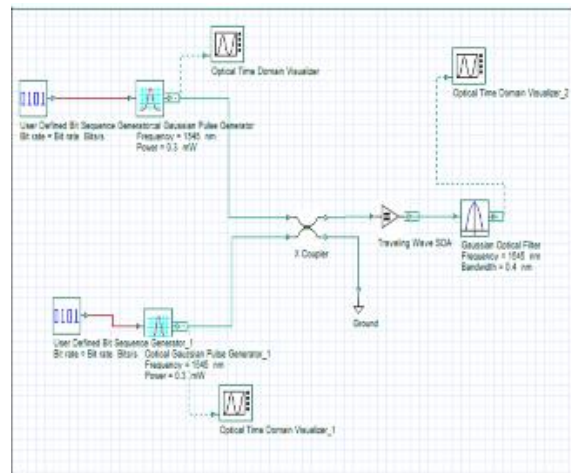 Optical Time Domain Visualizer
Optical Time Domain Visualizer_2
0101
User Defined Bit Sequence Generator
Bit rate = Bit rate Bits/s
Optical Gaussian Pulse Generator
Frequency = 1545 nm
Power = 0.3 mW
X Coupler
Traveling Wave SOA
Gaussian Optical Filter
Frequency = 1545 nm
Bandwidth = 0.4 nm
Ground
0101
User Defined Bit Sequence Generator_1
Bit rate = Bit rate Bits/s
Optical Gaussian Pulse Generator_1
Frequency = 1545 nm
Power = 0.3 mW
Optical Time Domain Visualizer_1